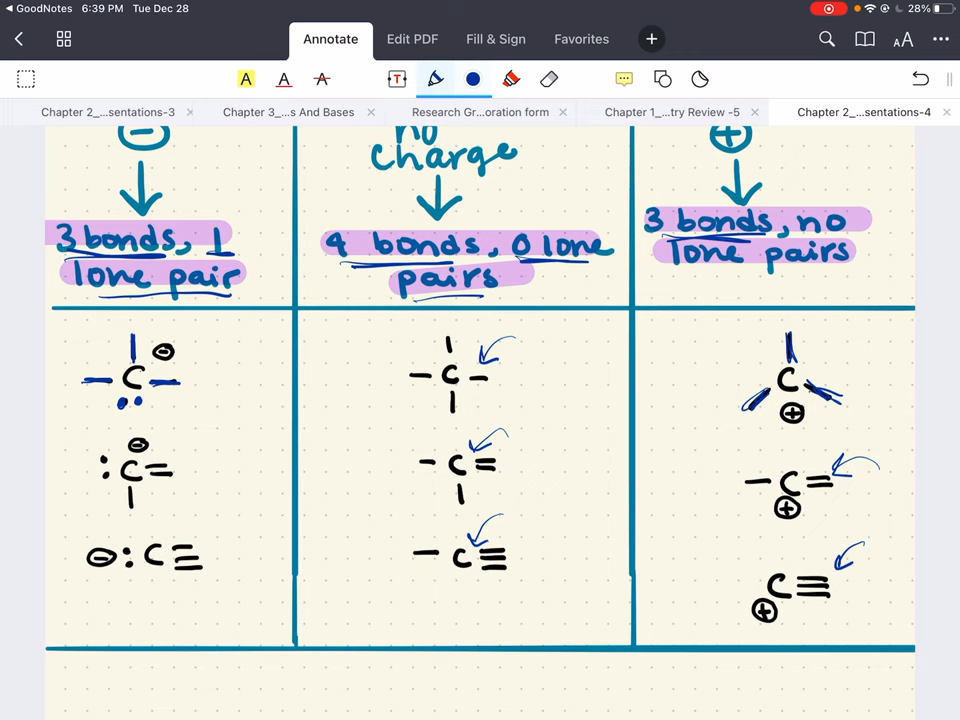 GoodNotes 6:39 PM Tue Dec 28 28%
Annotate Edit PDF Fill & Sign Favorites
AA
A A A T
Chapter 2_...sentations-3 Chapter 3_...s And Bases Research Gr...oration form Chapter 1_...try Review -5 Chapter 2_...sentations-4
no
charge
3 bonds, 1
lone pair
4 bonds, 0 lone
pairs
3 bonds, no
lone pairs
C
C
C
C
C
C
C
C
C